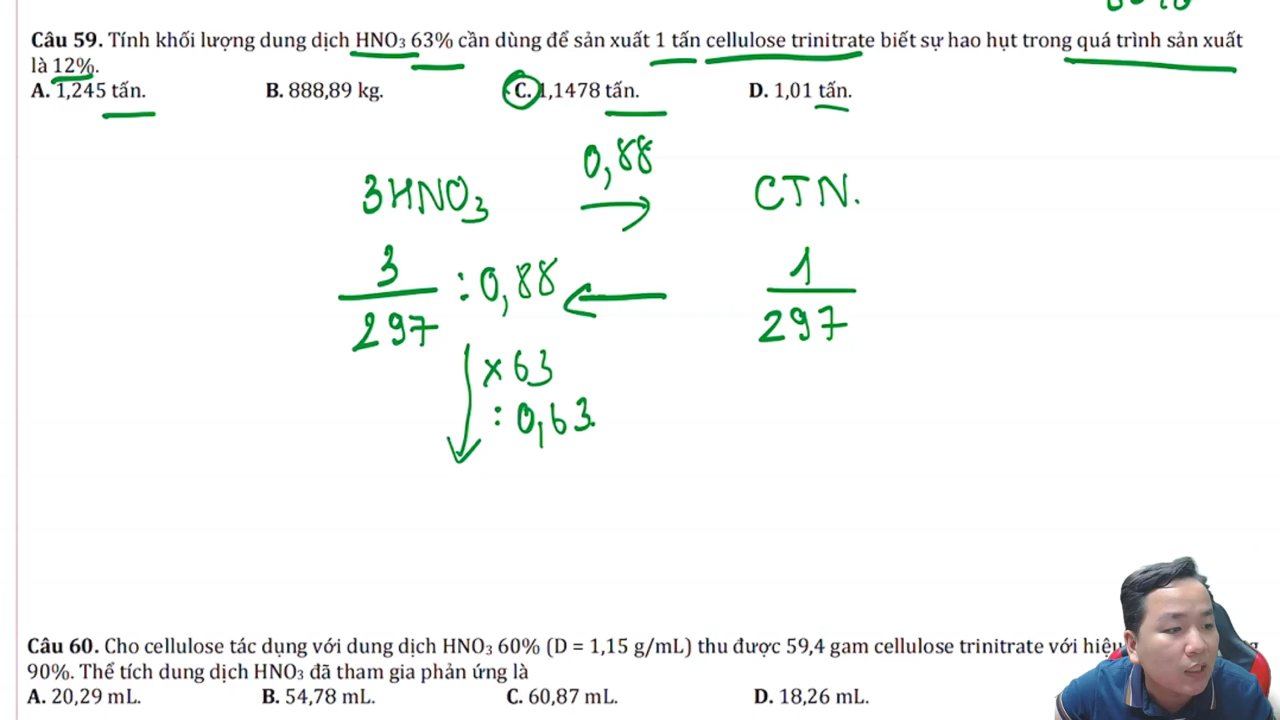 Câu 59. Tính khối lượng dung dịch HNO₃ 63% cần dùng để sản xuất 1 tấn cellulose trinitrate biết sự hao hụt trong quá trình sản xuất
là 12%.
A. 1,245 tấn. B. 888,89 kg. C. 1,1478 tấn. D. 1,01 tấn.
0,88
3HNO₃ → CTN.
3/297 : 0,88 ← 1/297
x 63
: 0,63.
Câu 60. Cho cellulose tác dụng với dung dịch HNO₃ 60% (D = 1,15 g/mL) thu được 59,4 gam cellulose trinitrate với hiệu
90%. Thể tích dung dịch HNO₃ đã tham gia phản ứng là
A. 20,29 mL. B. 54,78 mL. C. 60,87 mL. D. 18,26 mL.